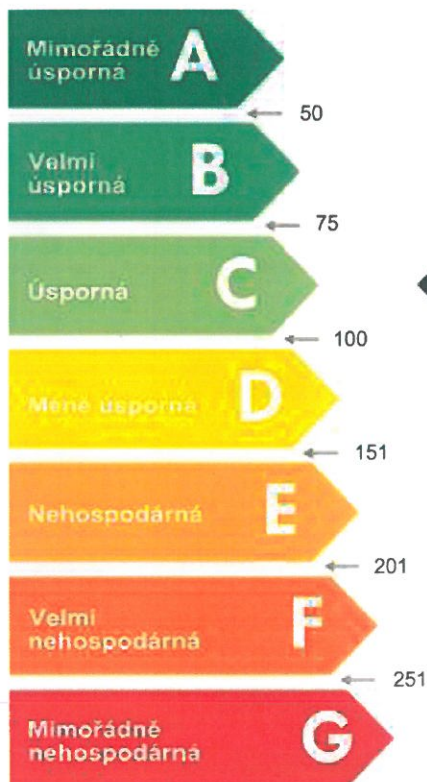 Mimořádně
úsporná A
50
Velmi
úsporná B
75
Úsporná C
100
Méně úsporná D
151
Nehospodárná E
201
Velmi
nehospodárná F
251
Mimořádně
nehospodárná G